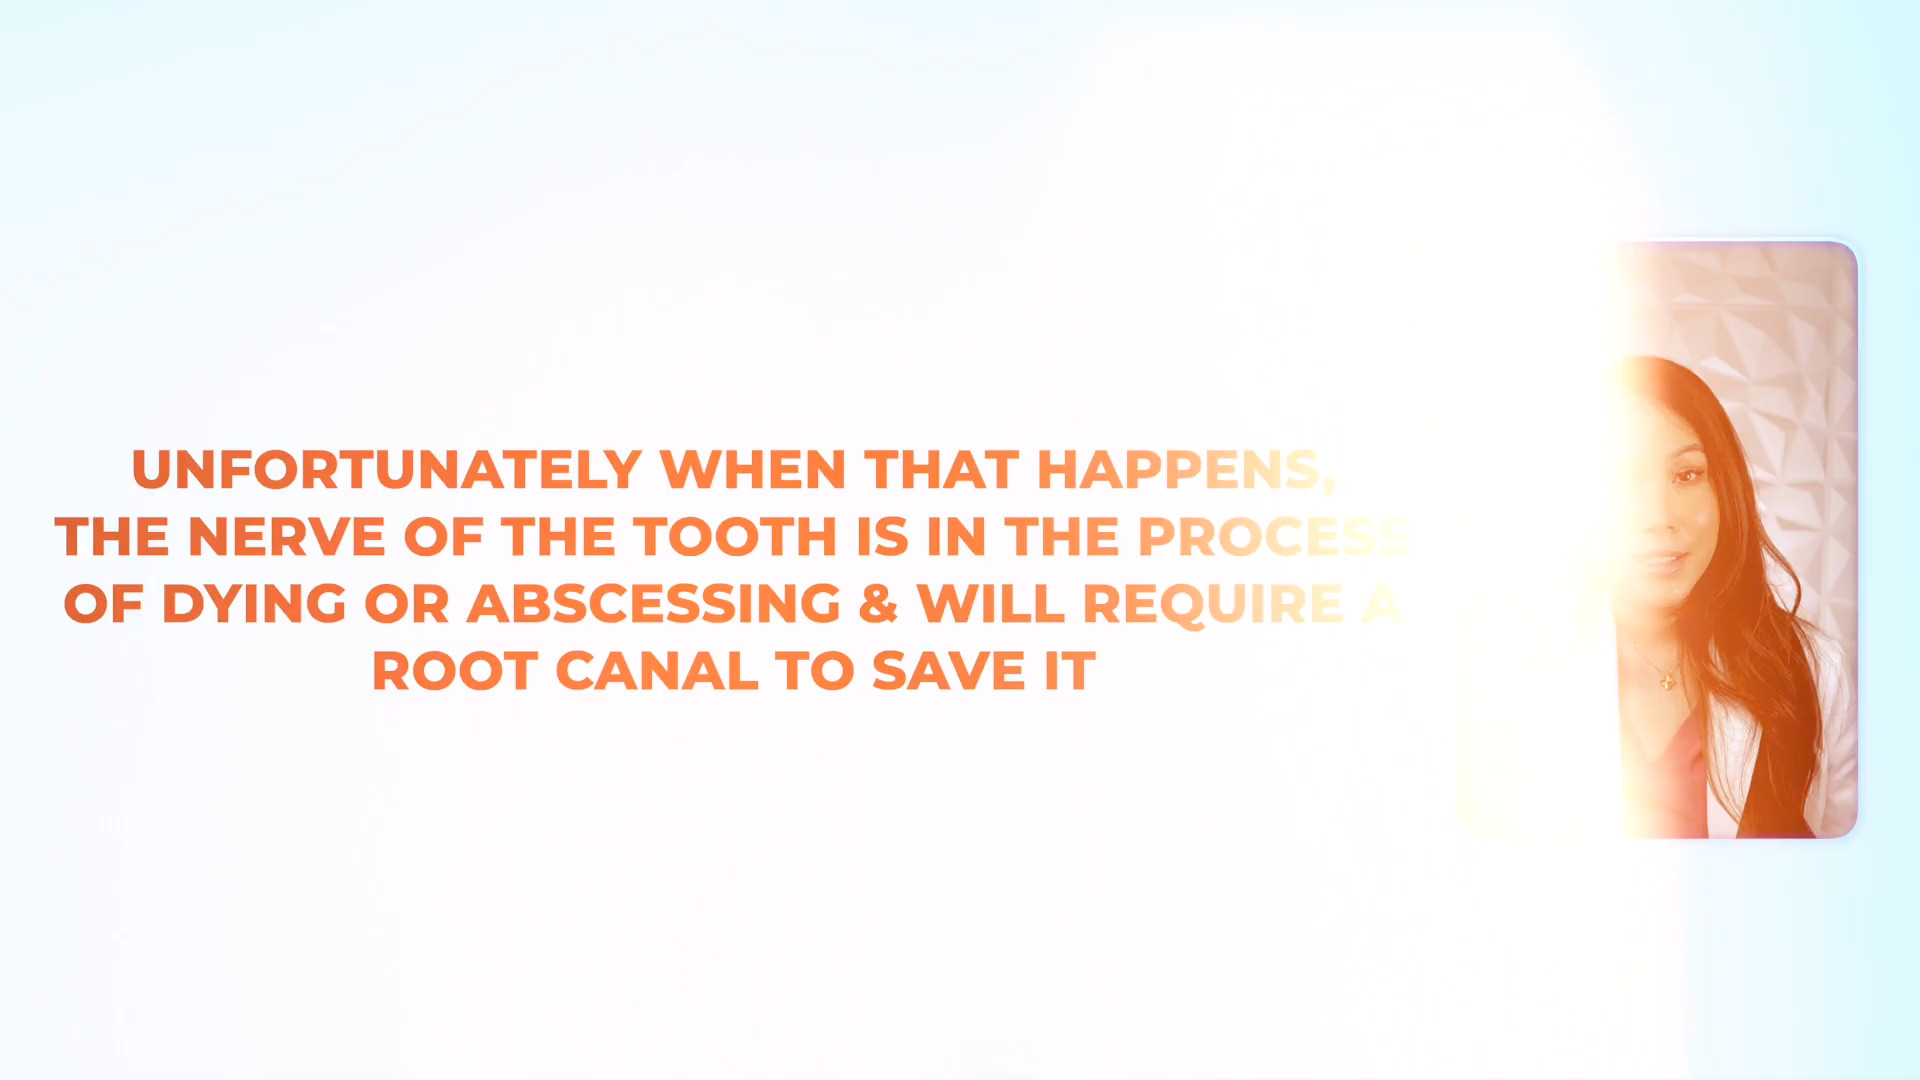 UNFORTUNATELY WHEN THAT HAPPENS,
THE NERVE OF THE TOOTH IS IN THE PROCESS
OF DYING OR ABSCESSING & WILL REQUIRE A
ROOT CANAL TO SAVE IT